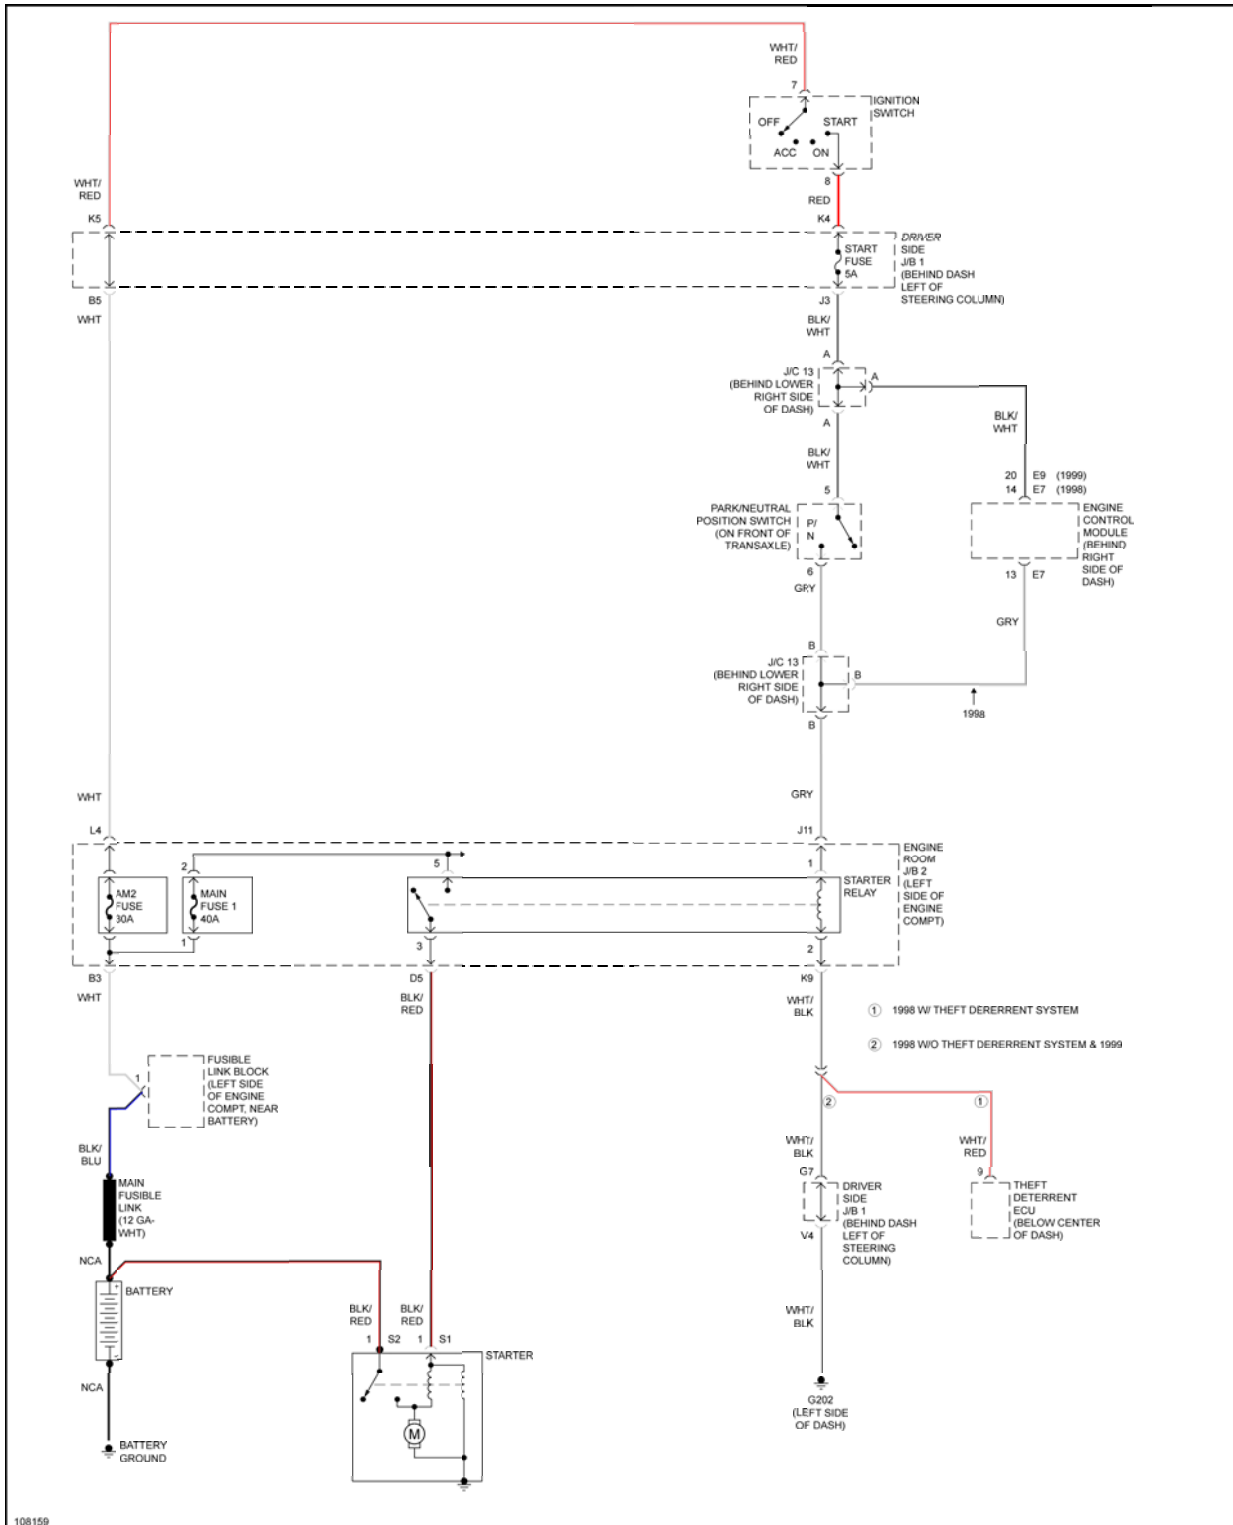 WHT/
RED
7
IGNITION
SWITCH
OFF
START
ACC
ON
8
RED
WHT/
RED
K5
K4
START
FUSE
5A
DRIVER
SIDE
J/B 1
(BEHIND DASH
LEFT OF
STEERING COLUMN)
B5
WHT
J3
BLK/
WHT
A
J/C 13
(BEHIND LOWER
RIGHT SIDE
OF DASH)
A
A
BLK/
WHT
BLK/
WHT
5
20 E9 (1999)
14 E7 (1998)
PARK/NEUTRAL
POSITION SWITCH
(ON FRONT OF
TRANSAXLE)
P/
N
ENGINE
CONTROL
MODULE
(BEHIND
RIGHT
SIDE OF
DASH)
6
GRY
13 E7
GRY
B
J/C 13
(BEHIND LOWER
RIGHT SIDE
OF DASH)
B
B
1998
WHT
L4
GRY
J11
2
5
1
AM2
FUSE
30A
MAIN
FUSE 1
40A
STARTER
RELAY
ENGINE
ROOM
J/B 2
(LEFT
SIDE OF
ENGINE
COMPT)
1
3
2
B3
WHT
D5
BLK/
RED
K9
WHT/
BLK
1 1998 W/ THEFT DERERRENT SYSTEM
2 1998 W/O THEFT DERERRENT SYSTEM & 1999
1
FUSIBLE
LINK BLOCK
(LEFT SIDE
OF ENGINE
COMPT, NEAR
BATTERY)
2
1
BLK/
BLU
WHT/
BLK
WHT/
RED
G7
9
MAIN
FUSIBLE
LINK
(12 GA-
WHT)
DRIVER
SIDE
J/B 1
(BEHIND DASH
LEFT OF
STEERING
COLUMN)
THEFT
DETERRENT
ECU
(BELOW CENTER
OF DASH)
V4
NCA
+
BATTERY
-
BLK/
RED
BLK/
RED
WHT/
BLK
1 S2
1 S1
STARTER
NCA
M
G202
(LEFT SIDE
OF DASH)
BATTERY
GROUND
108159